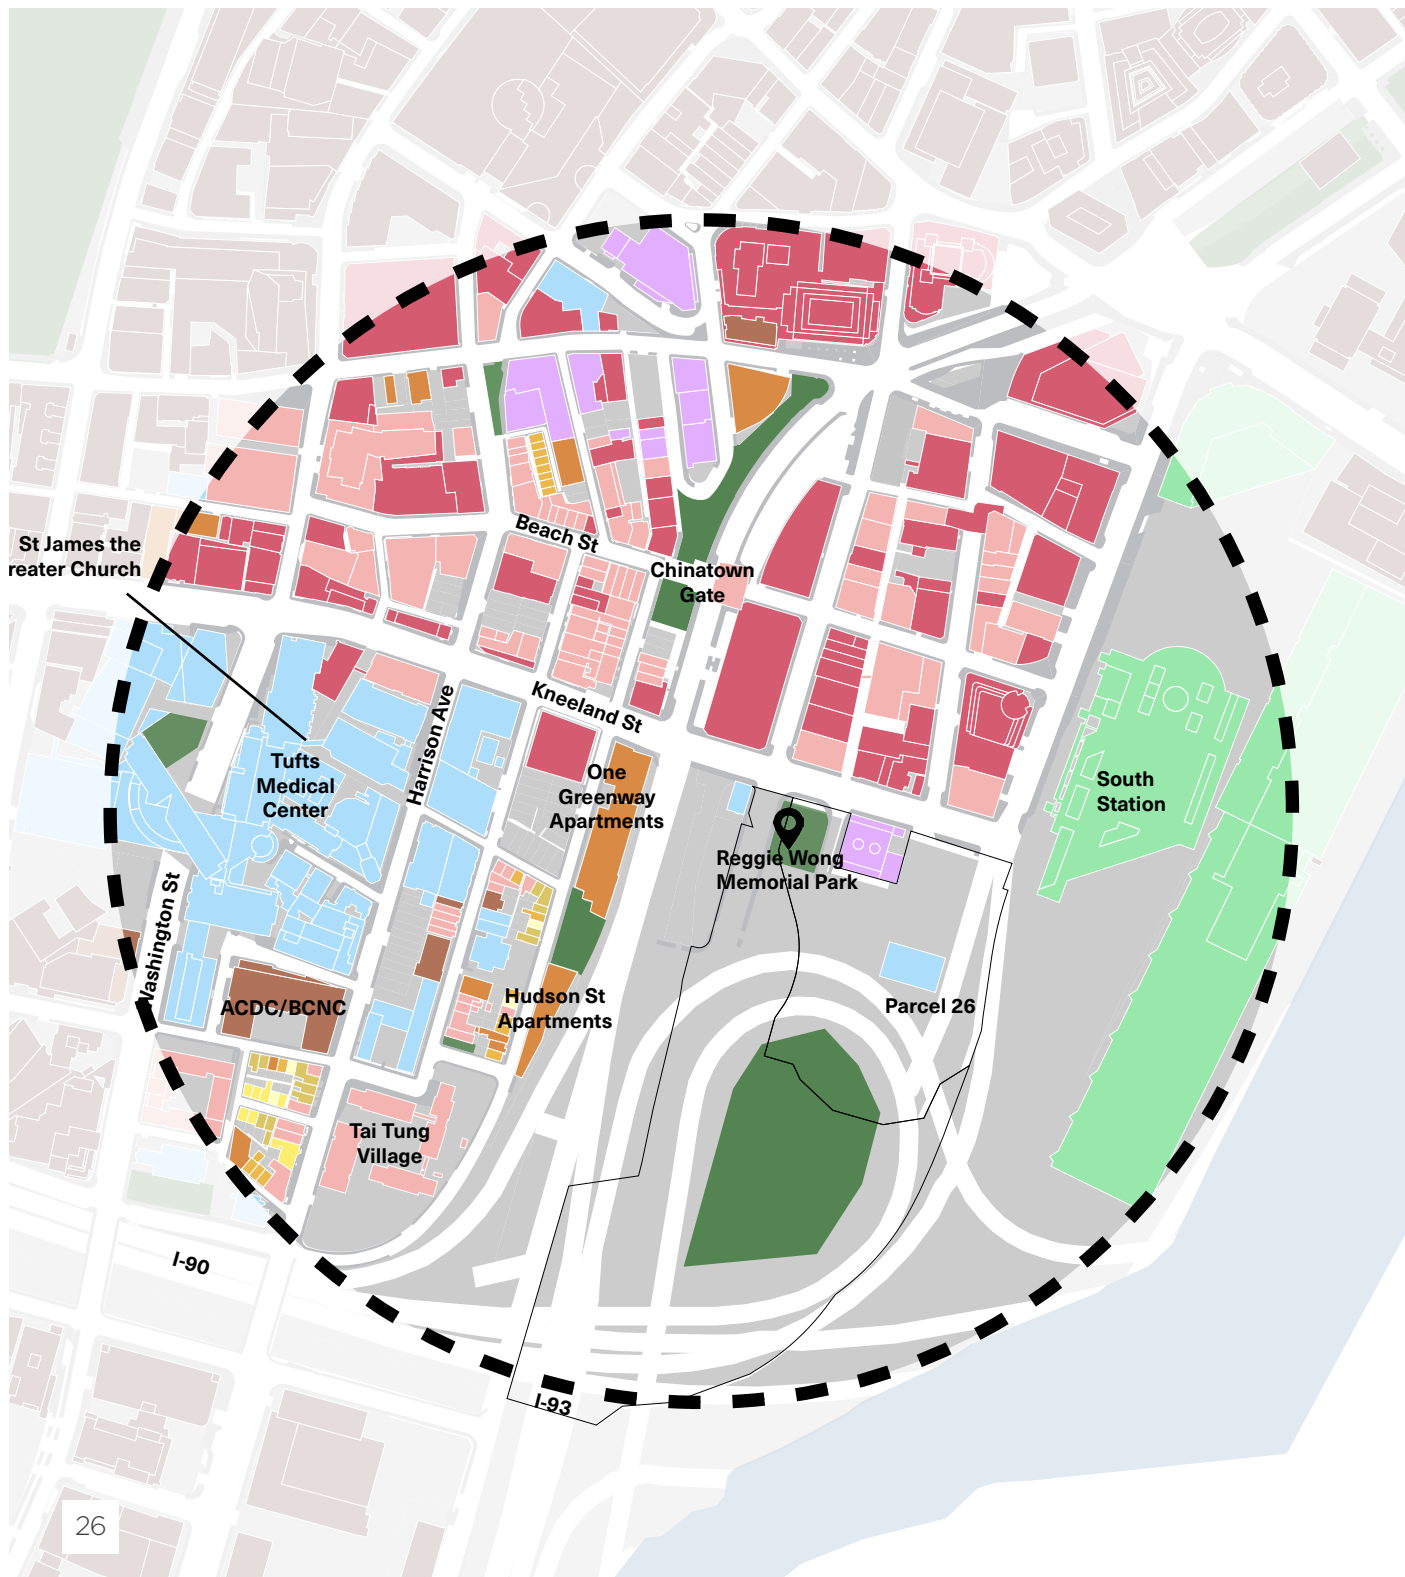 Beach St
St James the
reater Church
Chinatown
Gate
Kneeland St
Harrison Ave
Tufts
Medical
Center
One
Greenway
Apartments
South
Station
Reggie Wong
Memorial Park
Washington St
ACDC/BCNC
Hudson St
Apartments
Parcel 26
Tai Tung
Village
I-90
I-93
26